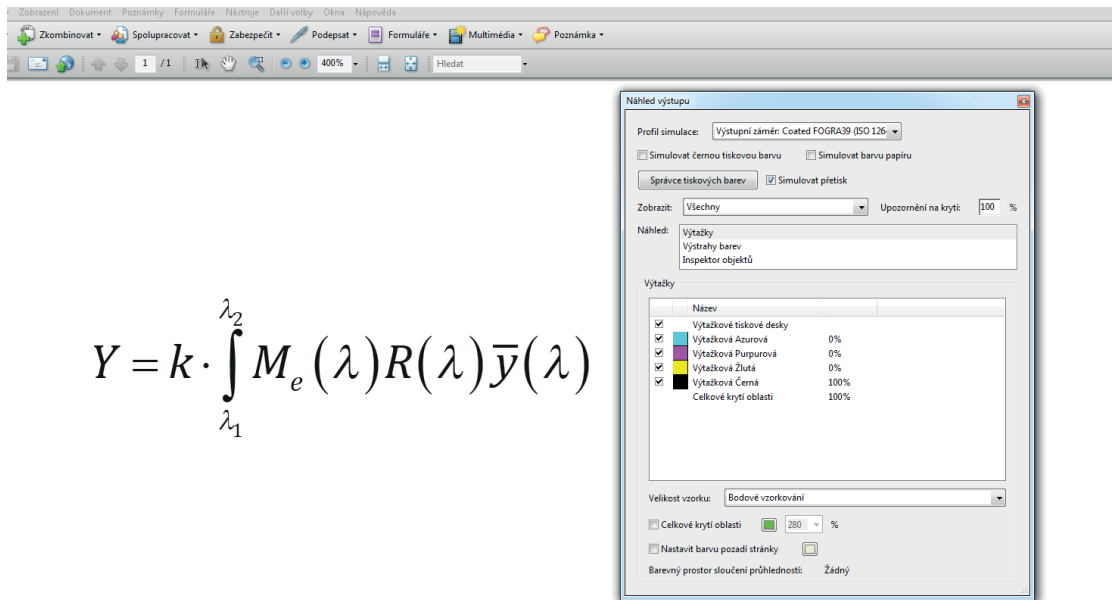 Zobrazení Dokument Poznámky Formuláře Nástroje Další volby Okna Nápověda
Zkombinovat Spolupracovat Zabezpečit Podepsat Formuláře Multimédia Poznámka
1 /1 400% Hledat
Y = k · ∫ λ₁ λ₂ Mₑ(λ)R(λ)y̅(λ)
Náhled výstupu
Profil simulace: Výstupní záměr: Coated FOGRA39 (ISO 126
Simulovat černou tiskovou barvu Simulovat barvu papíru
Správce tiskových barev Simulovat přetisk
Zobrazit: Všechny Upozornění na krytí: 100 %
Náhled: Výtažky
Výstrahy barev
Inspektor objektů
Výtažky
Název
Výtažkové tiskové desky
Výtažková Azurová 0%
Výtažková Purpurová 0%
Výtažková Žlutá 0%
Výtažková Černá 100%
Celkové krytí oblasti 100%
Velikost vzorku: Bodové vzorkování
Celkové krytí oblasti 280 %
Nastavit barvu pozadí stránky
Barevný prostor sloučení průhledností: Žádný